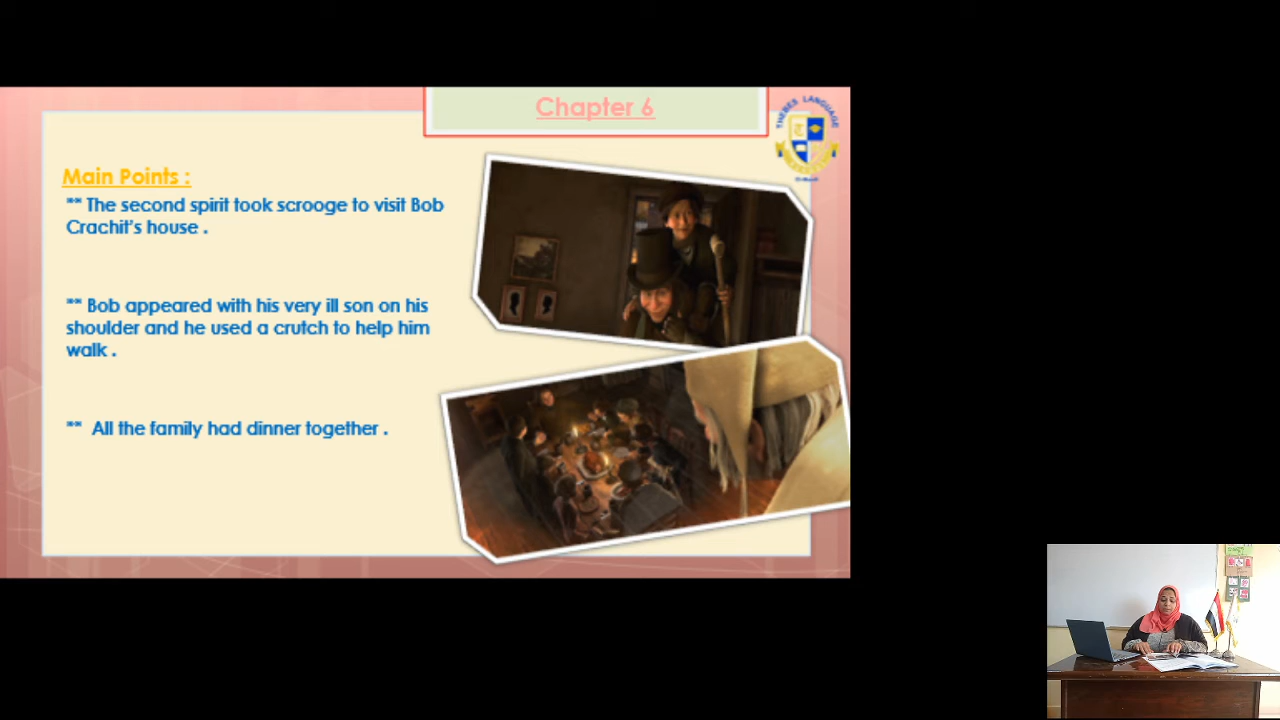 Chapter 6
THEBES LANGUAGE
Main Points :
** The second spirit took scrooge to visit Bob
Crachit's house .
** Bob appeared with his very ill son on his
shoulder and he used a crutch to help him
walk .
** All the family had dinner together .